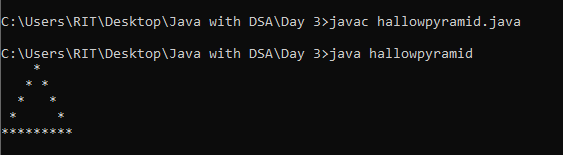 C:\Users\RIT\Desktop\Java with DSA\Day 3>javac hallowpyramid.java
C:\Users\RIT\Desktop\Java with DSA\Day 3>java hallowpyramid
    *
   * *
  *   *
 *     *
*********